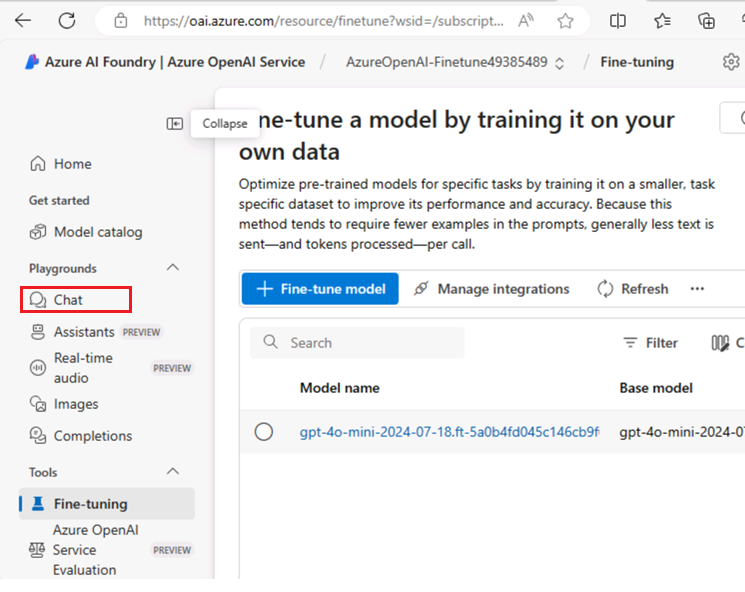 https://oai.azure.com/resource/finetune?wsid=/subscript...
Azure AI Foundry | Azure OpenAI Service / AzureOpenAI-Finetune49385489 / Fine-tuning
Collapse
Home
Get started
Model catalog
Playgrounds
Chat
Assistants PREVIEW
Real-time
audio
PREVIEW
Images
Completions
Tools
Fine-tuning
Azure OpenAI
Service
Evaluation
PREVIEW
ne-tune a model by training it on your
own data
Optimize pre-trained models for specific tasks by training it on a smaller, task
specific dataset to improve its performance and accuracy. Because this
method tends to require fewer examples in the prompts, generally less text is
sent—and tokens processed—per call.
Fine-tune model Manage integrations Refresh ...
Search Filter C
Model name Base model
gpt-4o-mini-2024-07-18.ft-5a0b4fd045c146cb9f gpt-4o-mini-2024-0